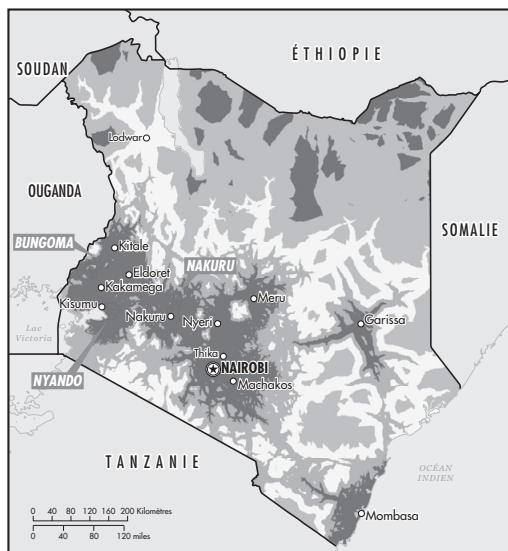 ÉTHIOPIE
SOUDAN
Lodwar
OUGANDA
SOMALIE
BUNGOMA
Kitale
NAKURU
Eldoret
Kakamega
Meru
Kisumu
Nakuru
Nyeri
Garissa
Lac
Victoria
Thika
NAIROBI
NYANDO
Machakos
TANZANIE
OCÉAN
INDIEN
0 40 80 120 160 200 Kilomètres
0 40 80 120 miles
Mombasa